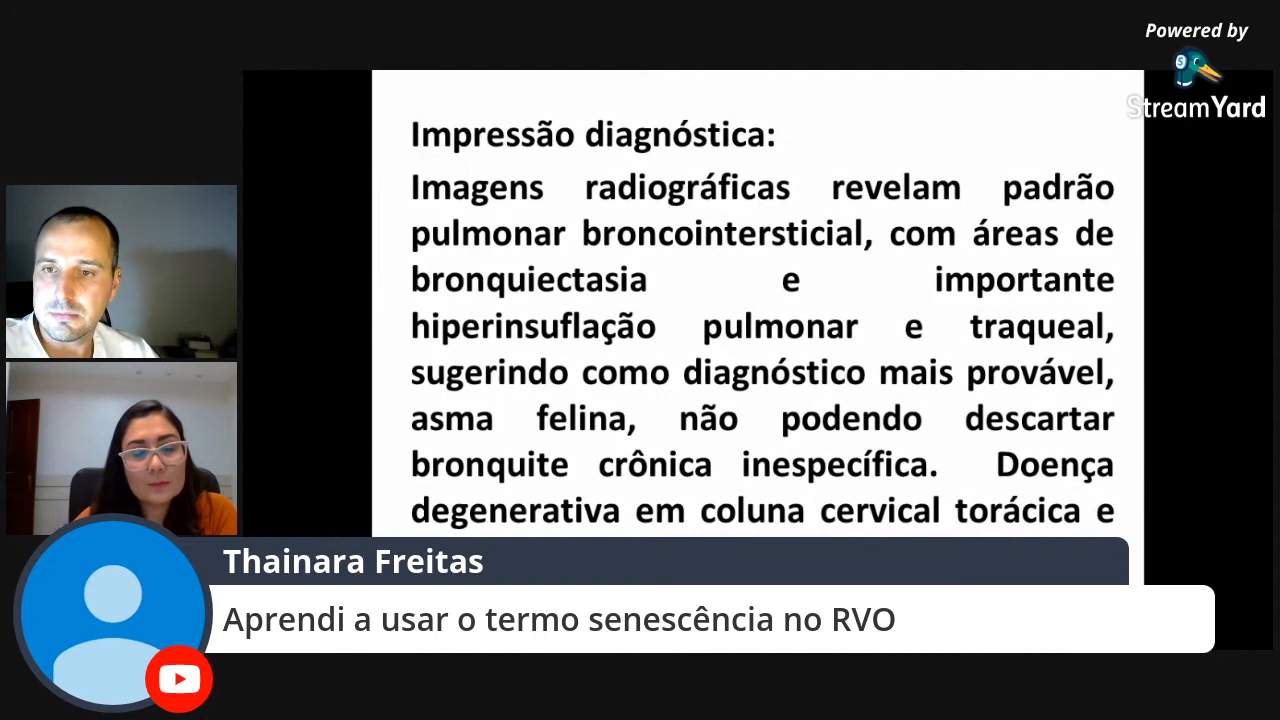 Powered by
StreamYard
Impressão diagnóstica:
Imagens radiográficas revelam padrão
pulmonar broncointersticial, com áreas de
bronquiectasia e importante
hiperinsuflação pulmonar e traqueal,
sugerindo como diagnóstico mais provável,
asma felina, não podendo descartar
bronquite crônica inespecífica. Doença
degenerativa em coluna cervical torácica e
Thainara Freitas
Aprendi a usar o termo senescência no RVO